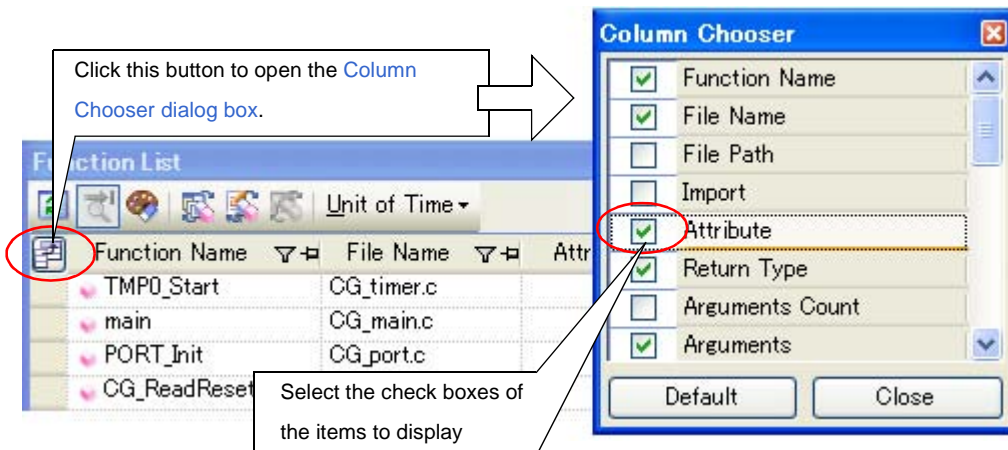 Click this button to open the Column
Chooser dialog box.
Column Chooser
Function Name
File Name
File Path
Import
Attribute
Return Type
Arguments Count
Arguments
Default
Close
Function List
Unit of Time
Function Name
File Name
Attr
TMP0_Start
CG_timer.c
main
CG_main.c
PORT_Init
CG_port.c
CG_ReadReset
Select the check boxes of
the items to display